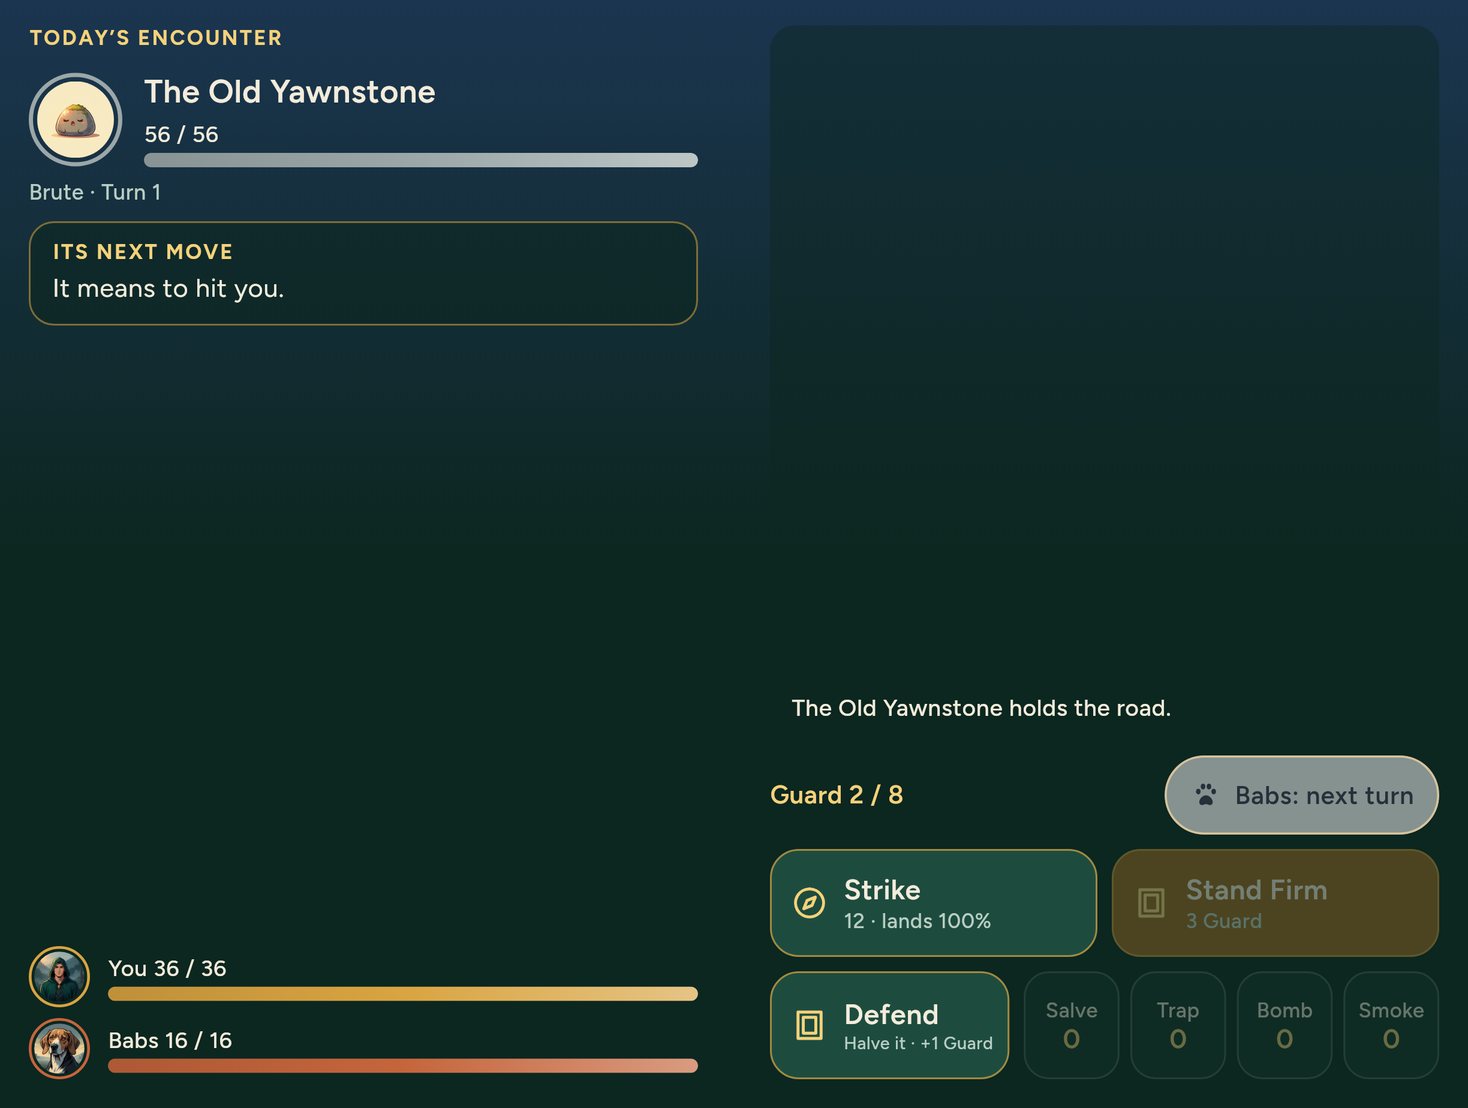 TODAY’S ENCOUNTER
The Old Yawnstone
56 / 56
Brute · Turn 1
ITS NEXT MOVE
It means to hit you.
You 36 / 36
Babs 16 / 16
The Old Yawnstone holds the road.
Guard 2 / 8
Babs: next turn
Strike
12 · lands 100%
Stand Firm
3 Guard
Defend
Halve it · +1 Guard
Salve
0
Trap
0
Bomb
0
Smoke
0